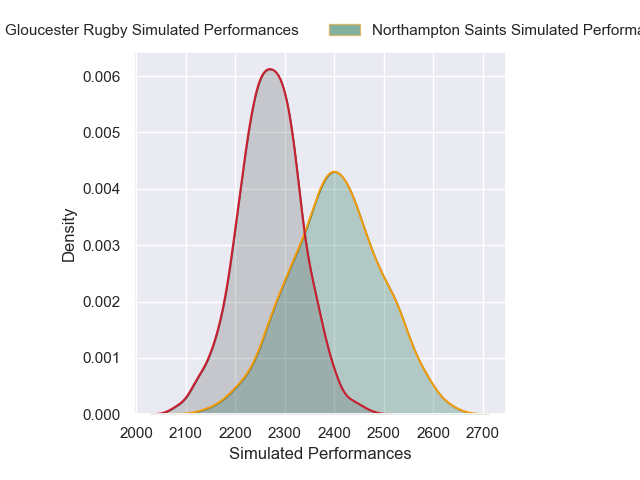 Gloucester Rugby Simulated Performances
Northampton Saints Simulated
0.006
0.005
0.004
0.003
0.002
0.001
0.000
Density
2000 2100 2200 2300 2400 2500 2600 2700
Simulated Performances